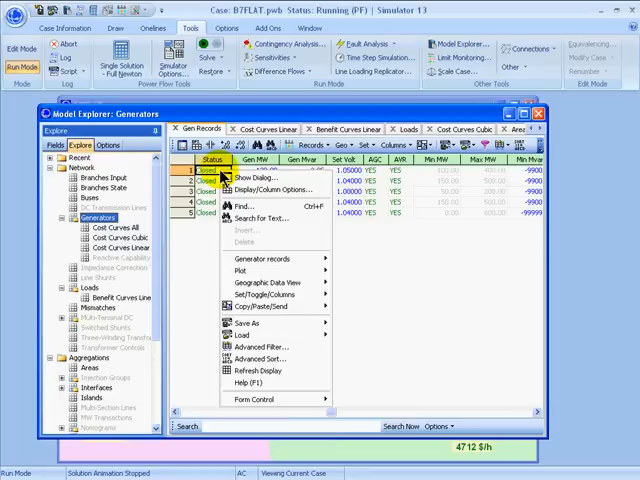 Case: B7FLAT.pwb Status: Running (PF) | Simulator 13
Case Information Draw Onelines Tools Options Add Ons Window
Edit Mode
Run Mode
Mode
Abort
Log
Script
Log
Single Solution - Full Newton
Simulator Options...
Solve
Restore
Power Flow Tools
Contingency Analysis...
Sensitivities
Difference Flows
Fault Analysis
Time Step Simulation...
Line Loading Replicator...
Run Mode
Model Explorer...
Limit Monitoring...
Scale Case...
Other
Other Tools
Equivalencing...
Modify Case
Renumber
Edit Mode
Model Explorer: Generators
Explore
Fields Explore Options
Recent
Network
Branches Input
Branches State
Buses
DC Transmission Lines
Generators
Cost Curves All
Cost Curves Cubic
Cost Curves Linear
Reactive Capability
Impedance Correction
Line Shunts
Loads
Benefit Curves Line
Mismatches
Multi-Terminal DC
Switched Shunts
Three-Winding Transf
Transformer Controls
Aggregations
Areas
Injection Groups
Interfaces
Islands
Multi-Section Lines
MW Transactions
Nomograms
Gen Records Cost Curves Linear Benefit Curves Linear Loads Cost Curves Cubic Area
Records Geo Set Columns
Status Gen MW Gen Mvar Set Volt AGC AVR Min MW Max MW Min Mvar
1 Closed 1.05000 YES YES -9900
2 Closed 1.04000 YES YES -9900
3 Closed 1.04000 YES YES -9900
4 Closed 1.04000 YES YES -9900
5 Closed 1.04000 YES YES -99999
Show Dialog...
Display/Column Options...
Find... Ctrl+F
Search for Text...
Insert...
Delete
Generator records
Plot
Geographic Data View
Set/Toggle/Columns
Copy/Paste/Send
Save As
Load
Advanced Filter...
Advanced Sort...
Refresh Display
Help (F1)
Form Control
Search Search Now Options
4712 $/h
Run Mode Solution Animation Stopped AC Viewing Current Case